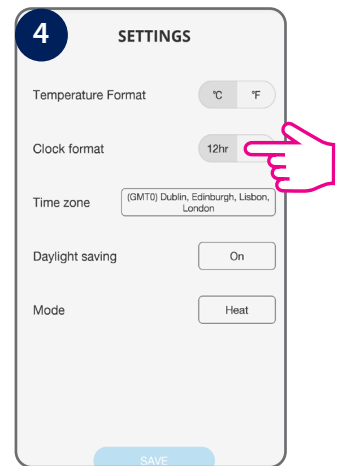 4
SETTINGS
Temperature Format
°C °F
Clock format
12hr
Time zone
(GMT0) Dublin, Edinburgh, Lisbon,
London
Daylight saving
On
Mode
Heat
SAVE